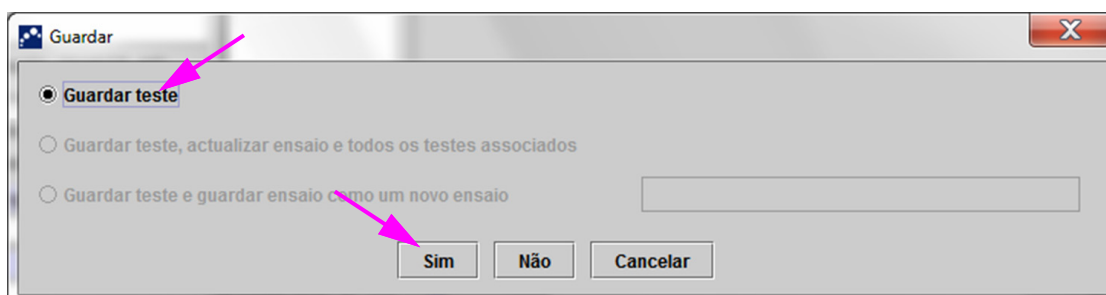 Guardar
Guardar teste
Guardar teste, actualizar ensaio e todos os testes associados
Guardar teste e guardar ensaio como um novo ensaio
Sim Não Cancelar